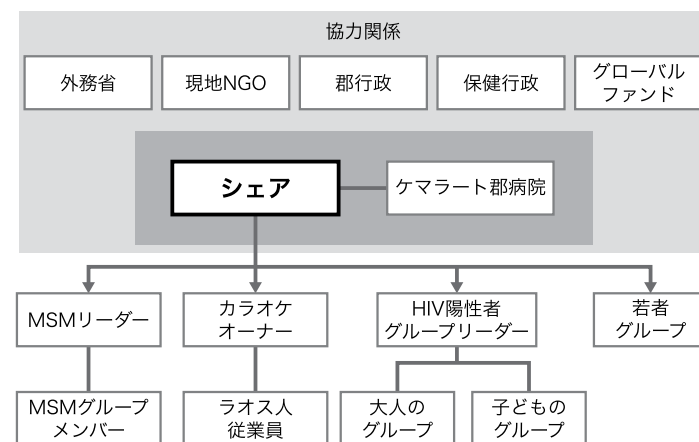 協力関係
外務省
現地NGO
郡行政
保健行政
グローバル
ファンド
シェア
ケマラート郡病院
MSMリーダー
カラオケ
オーナー
HIV陽性者
グループリーダー
若者
グループ
MSMグループ
メンバー
ラオス人
従業員
大人の
グループ
子どもの
グループ